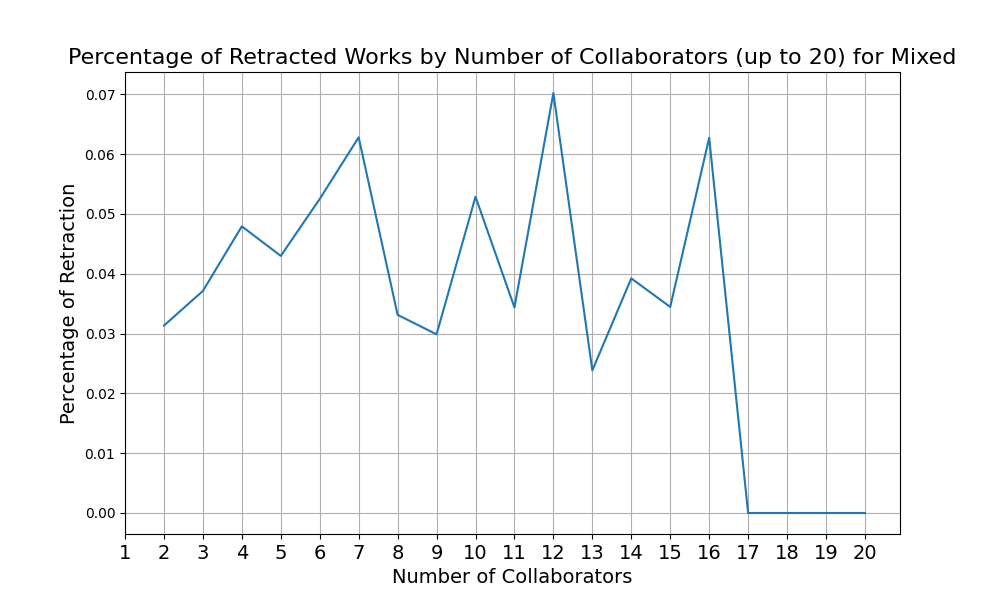 Percentage of Retracted Works by Number of Collaborators (up to 20) for Mixed
Percentage of Retraction
0.07
0.06
0.05
0.04
0.03
0.02
0.01
0.00
1 2 3 4 5 6 7 8 9 10 11 12 13 14 15 16 17 18 19 20
Number of Collaborators